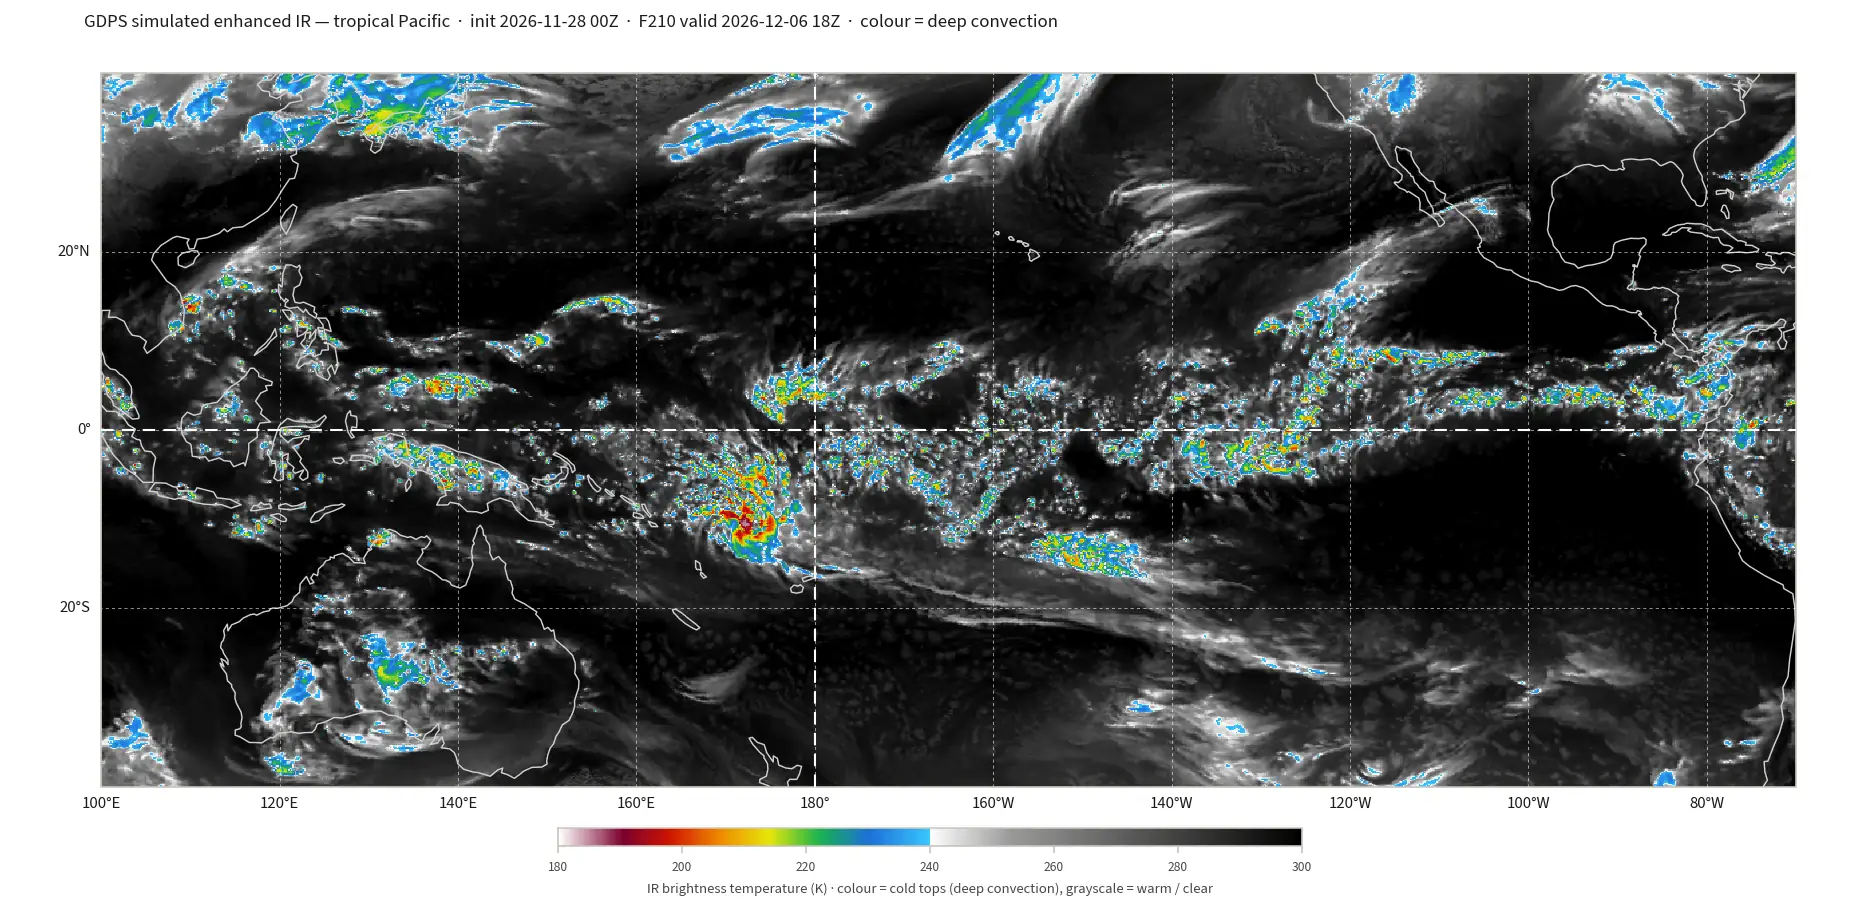 GDPS simulated enhanced IR — tropical Pacific · init 2026-11-28 00Z · F210 valid 2026-12-06 18Z · colour = deep convection
20°N
0°
20°S
100°E 120°E 140°E 160°E 180° 160°W 140°W 120°W 100°W 80°W
180 200 220 240 260 280 300
IR brightness temperature (K) · colour = cold tops (deep convection), grayscale = warm / clear